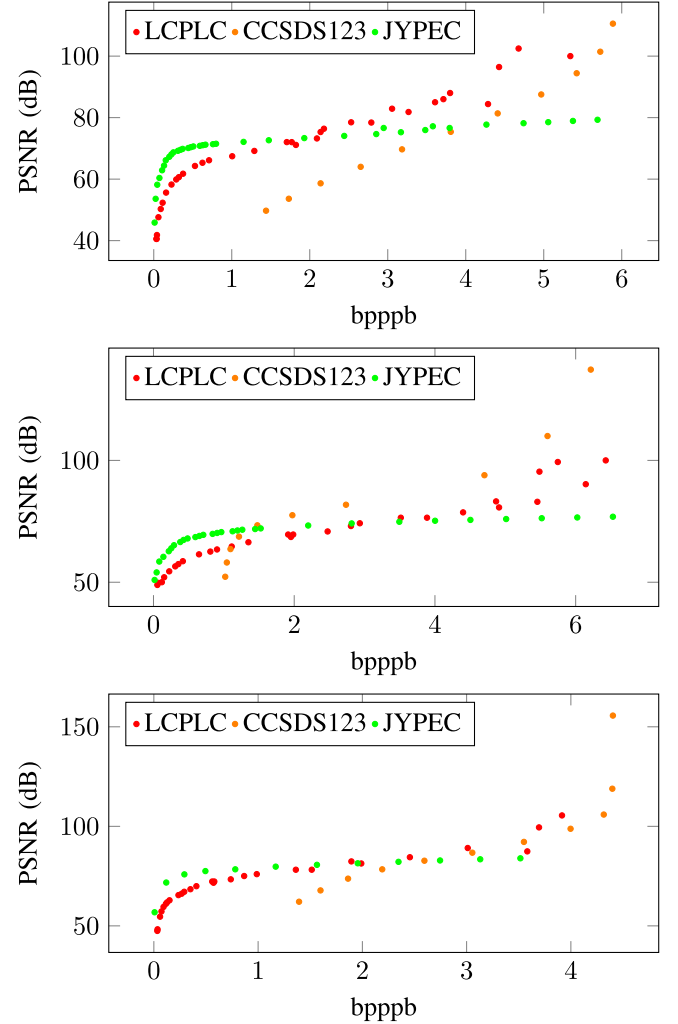 LCPLC CCSDS123 JYPEC
100
80
60
40
PSNR (dB)
0 1 2 3 4 5 6
bpppb
LCPLC CCSDS123 JYPEC
100
50
PSNR (dB)
0 2 4 6
bpppb
LCPLC CCSDS123 JYPEC
150
100
50
PSNR (dB)
0 1 2 3 4
bpppb